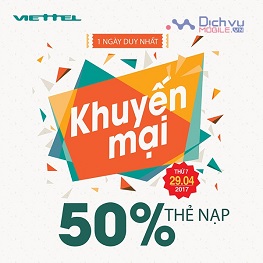 VIETTEL
Dịchvụ
MOBILE.VN
1 NGÀY DUY NHẤT
Khuyến
mại
THỨ 7
29.04
2017
50% THẺ NẠP